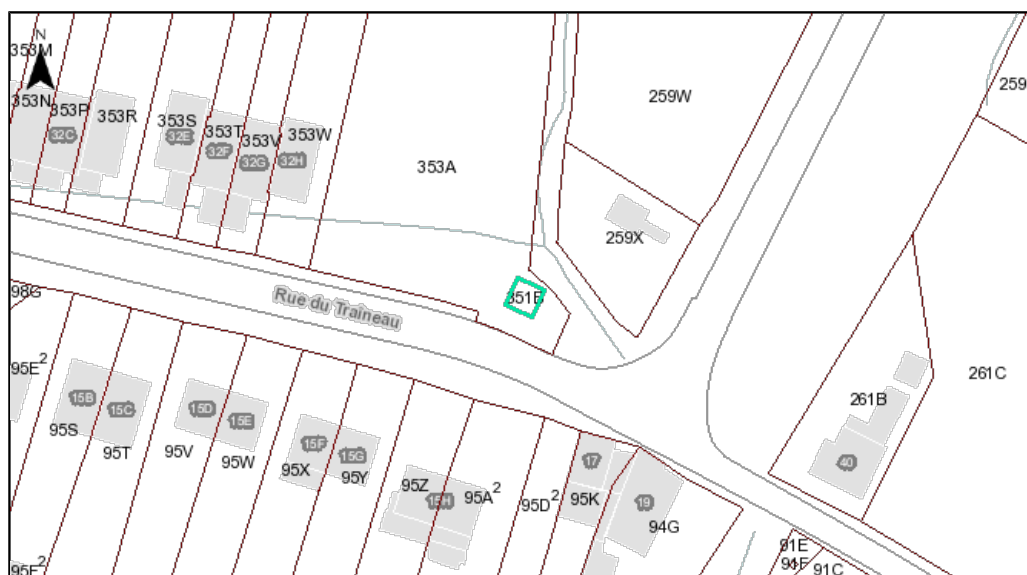 N
353M
259W
259
353N
353P
353R
353S
353T
353V
353W
32C
32E
32F
32G
32H
353A
259X
351E
98G
Rue du Traîneau
95E²
261C
261B
15B
15C
15D
15E
15F
15G
95S
95T
95V
95W
95X
95Y
17
40
95Z
15H
95A²
95D²
95K
19
94G
91E
91F
91C
95F²